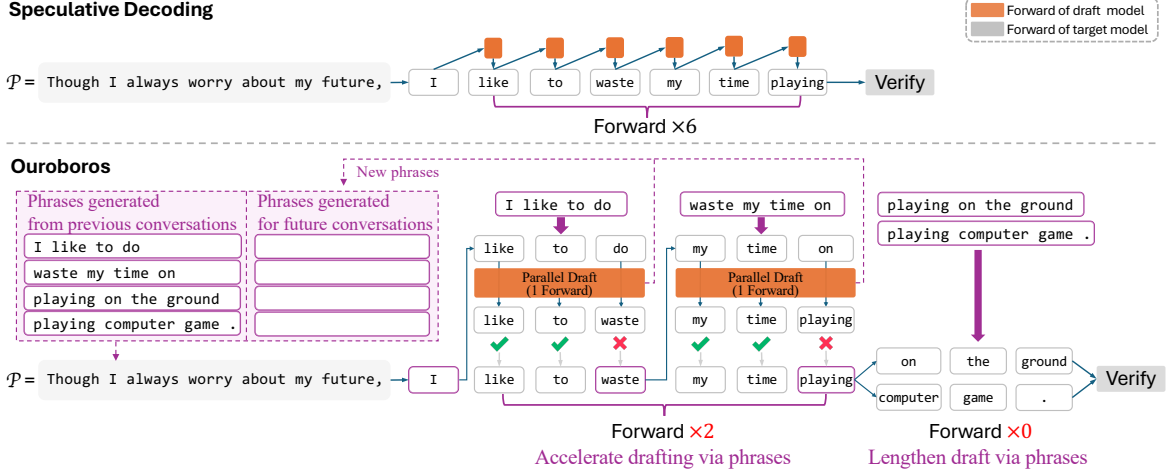 Speculative Decoding
Forward of draft model
Forward of target model
𝒫 = Though I always worry about my future,
I like to waste my time playing
Verify
Forward ×6
Ouroboros
New phrases
Phrases generated
from previous conversations
Phrases generated
for future conversations
I like to do
waste my time on
playing on the ground
playing computer game .
I like to do
waste my time on
playing on the ground
playing computer game .
like to do
my time on
Parallel Draft
(1 Forward)
Parallel Draft
(1 Forward)
like to waste
my time playing
𝒫 = Though I always worry about my future,
I
like to waste
my time playing
on the ground
computer game .
Verify
Forward ×2
Forward ×0
Accelerate drafting via phrases
Lengthen draft via phrases